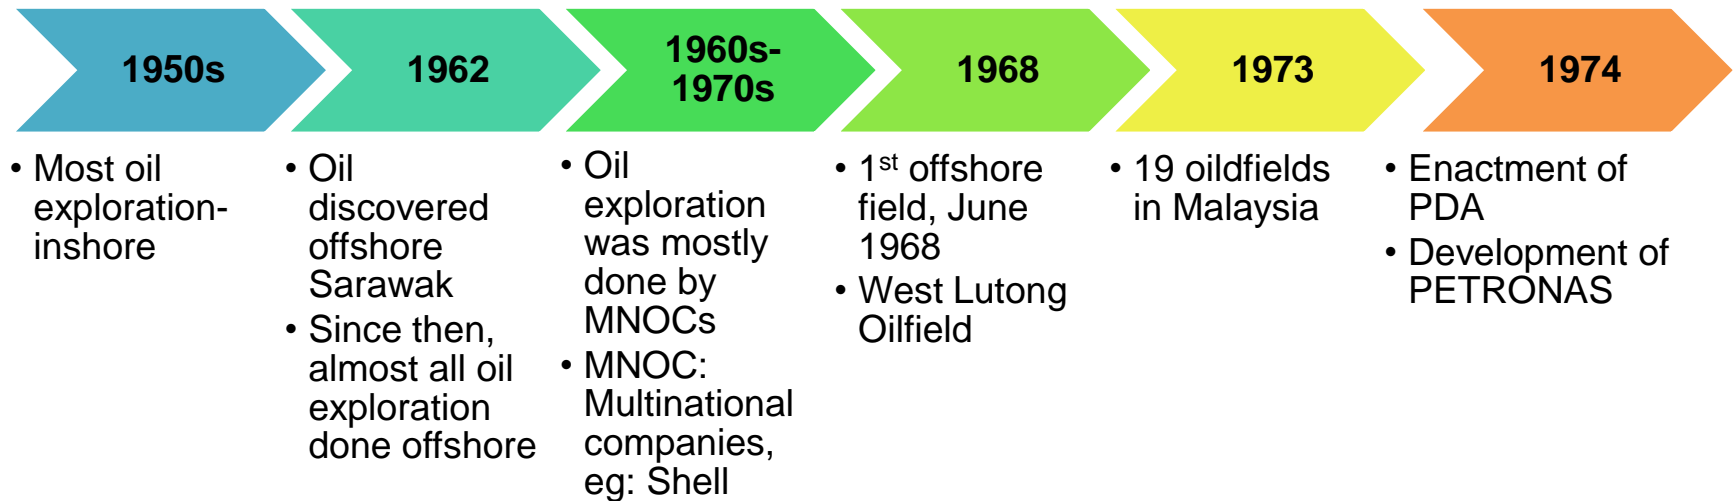 1950s
• Most oil
exploration-
inshore
1962
• Oil
discovered
offshore
Sarawak
• Since then,
almost all oil
exploration
done offshore
1960s-
1970s
• Oil
exploration
was mostly
done by
MNOCs
• MNOC:
Multinational
companies,
eg: Shell
1968
• 1st offshore
field, June
1968
• West Lutong
Oilfield
1973
• 19 oildfields
in Malaysia
1974
• Enactment of
PDA
• Development of
PETRONAS